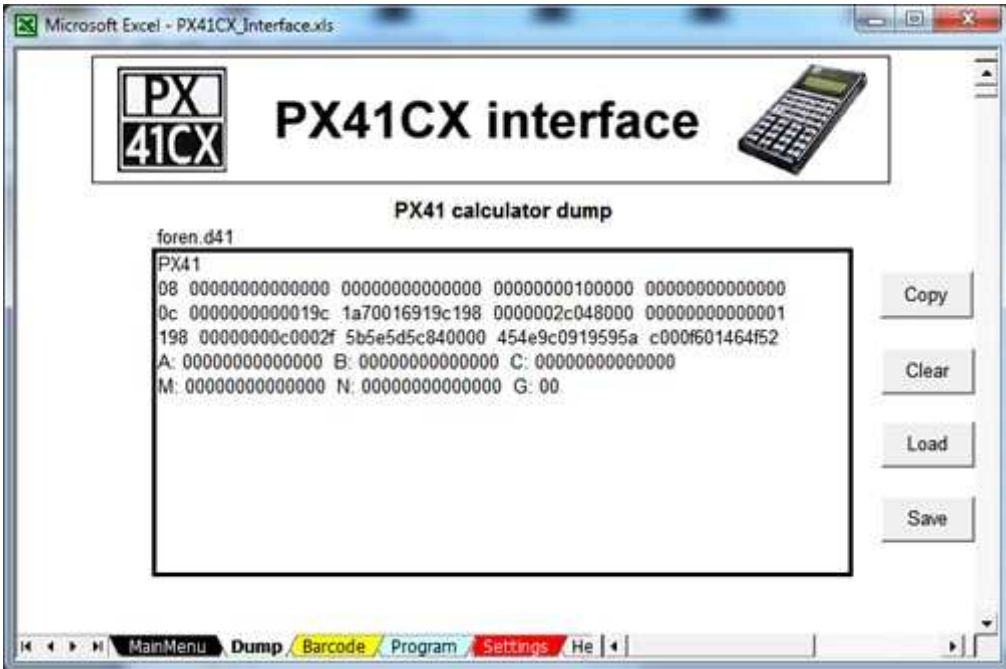 Microsoft Excel - PX41CX_Interface.xls
PX
41CX
PX41CX interface
PX41 calculator dump
foren.d41
PX41
08 00000000000000 00000000000000 00000000100000 00000000000000
0c 0000000000019c 1a70016919c198 0000002c048000 00000000000001
198 00000000c0002f 5b5e5d5c840000 454e9c0919595a c000f601464f52
A: 00000000000000 B: 00000000000000 C: 00000000000000
M: 00000000000000 N: 00000000000000 G: 00
Copy
Clear
Load
Save
MainMenu Dump Barcode Program Settings He